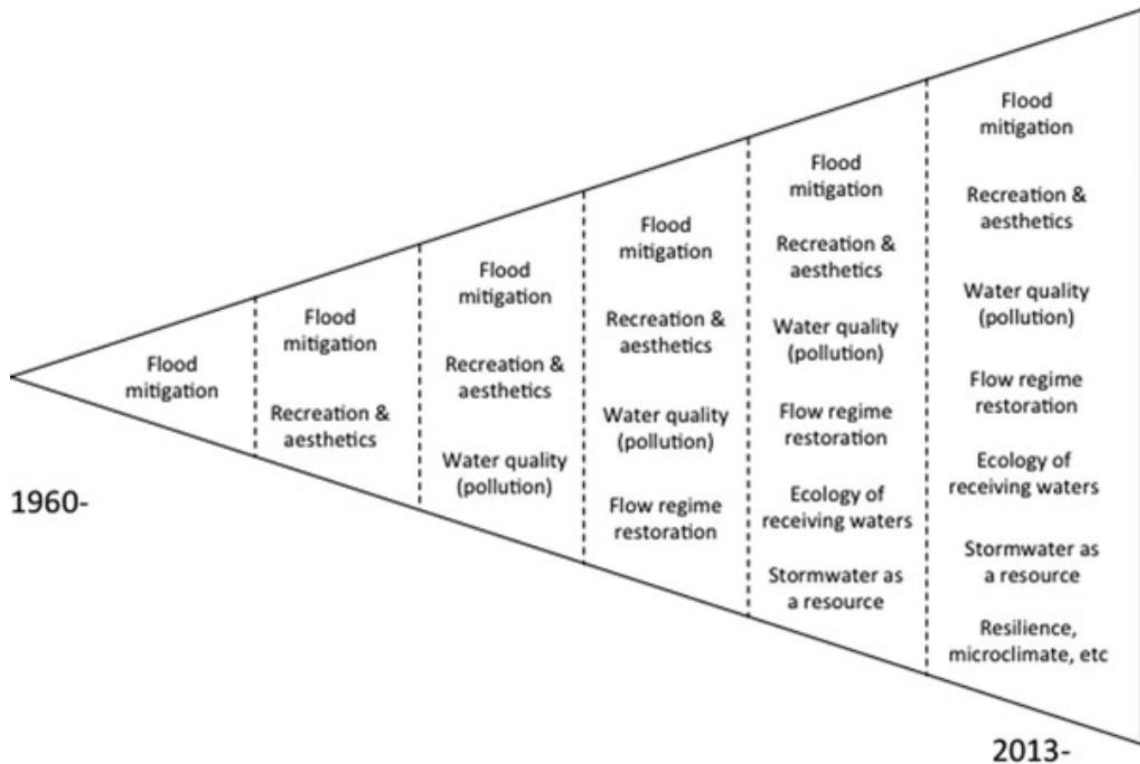 Flood
mitigation
Flood
mitigation
Recreation &
aesthetics
Flood
mitigation
Recreation &
aesthetics
Water quality
(pollution)
Flood
mitigation
Recreation &
aesthetics
Water quality
(pollution)
Flow regime
restoration
Flood
mitigation
Recreation &
aesthetics
Water quality
(pollution)
Flow regime
restoration
Ecology of
receiving waters
Stormwater as
a resource
Flood
mitigation
Recreation &
aesthetics
Water quality
(pollution)
Flow regime
restoration
Ecology of
receiving waters
Stormwater as
a resource
Resilience,
microclimate, etc
1960-
2013-